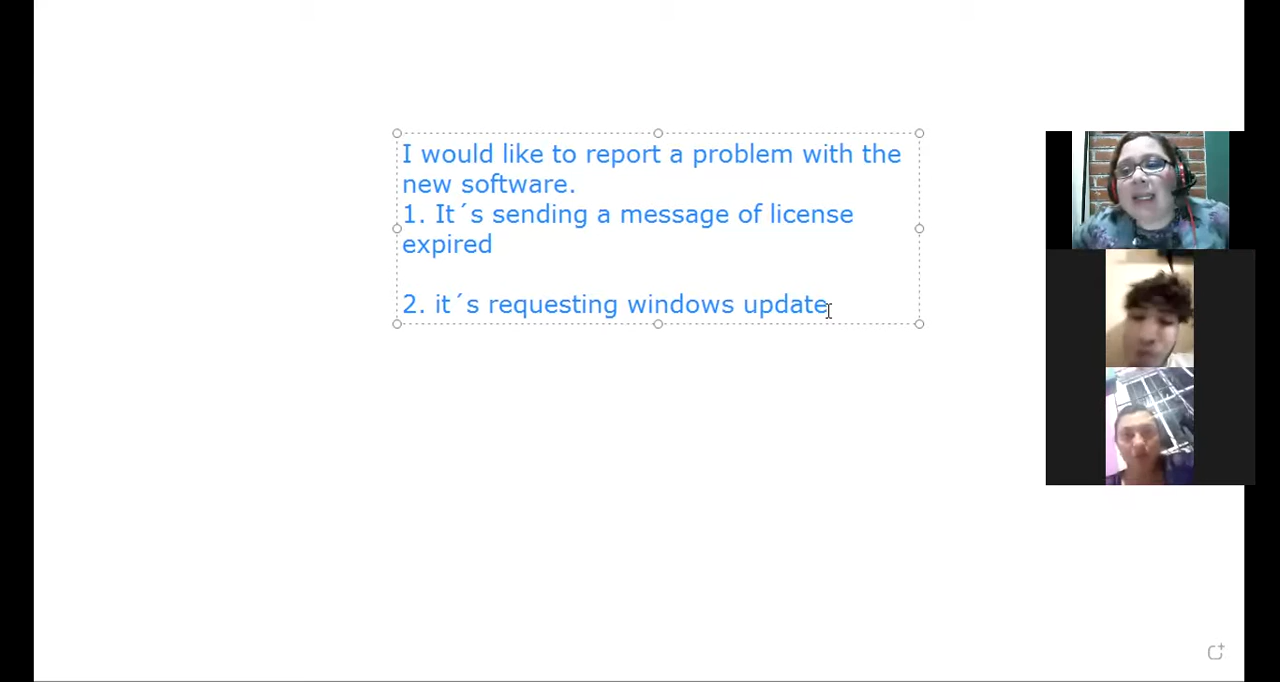 I would like to report a problem with the
new software.
1. It´s sending a message of license
expired
2. it´s requesting windows update